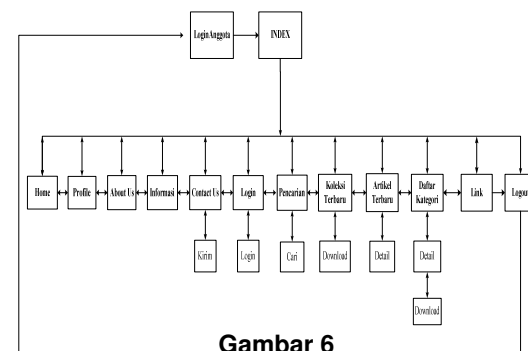 LoginAnggota
INDEX
Home
Profile
About Us
Informasi
Contact Us
Login
Pencarian
Koleksi
Terbaru
Artikel
Terbaru
Daftar
Kategori
Link
Logout
Kirim
Login
Cari
Download
Detail
Detail
Download
Gambar 6